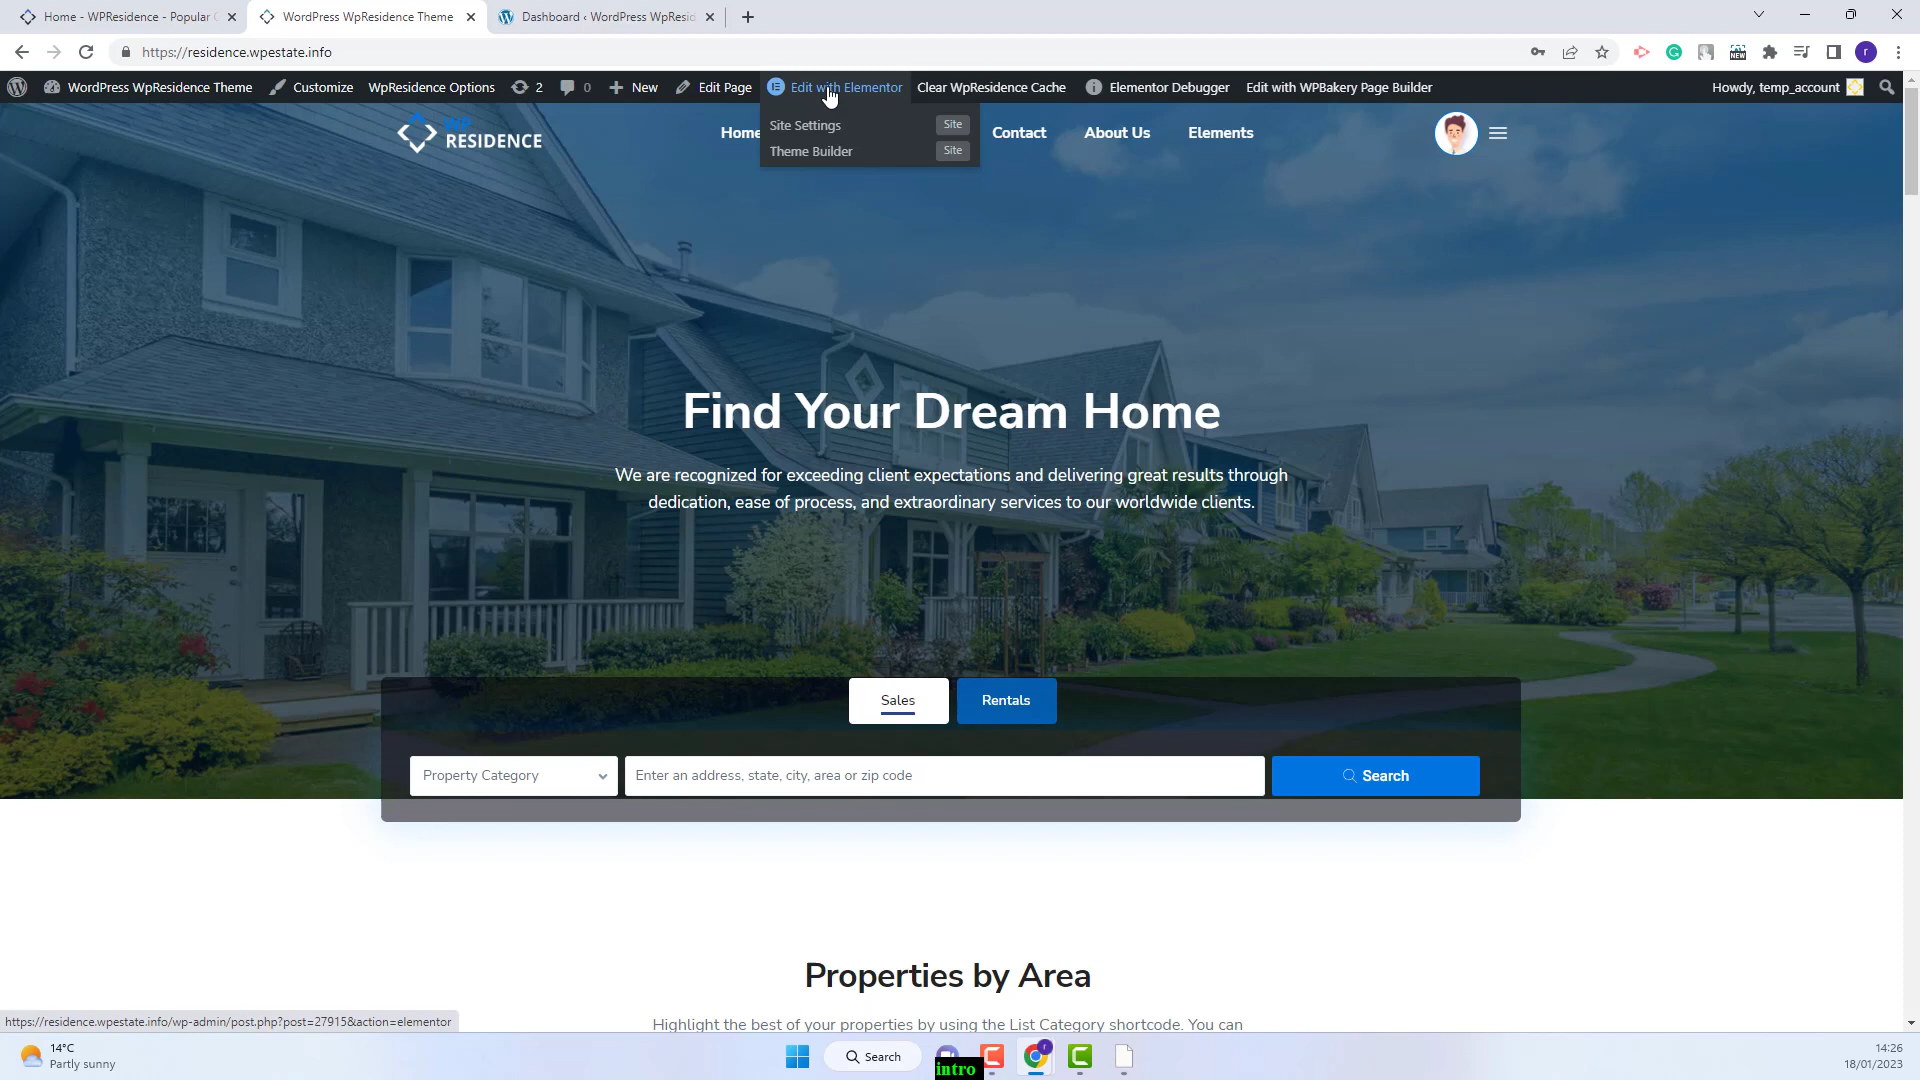 Home - WPResidence - Popular
WordPress WpResidence Theme
Dashboard ‹ WordPress WpResid
https://residence.wpestate.info
NEW
r
WordPress WpResidence Theme
Customize
WpResidence Options
2
0
New
Edit Page
Edit with Elementor
Clear WpResidence Cache
Elementor Debugger
Edit with WPBakery Page Builder
Howdy, temp_account
Site Settings
Site
Theme Builder
Site
WP
RESIDENCE
Home
Contact
About Us
Elements
Find Your Dream Home
We are recognized for exceeding client expectations and delivering great results through
dedication, ease of process, and extraordinary services to our worldwide clients.
Sales
Rentals
Property Category
Enter an address, state, city, area or zip code
Search
Properties by Area
Highlight the best of your properties by using the List Category shortcode. You can
https://residence.wpestate.info/wp-admin/post.php?post=27915&action=elementor
14°C
Partly sunny
Search
intro
r
14:26
18/01/2023